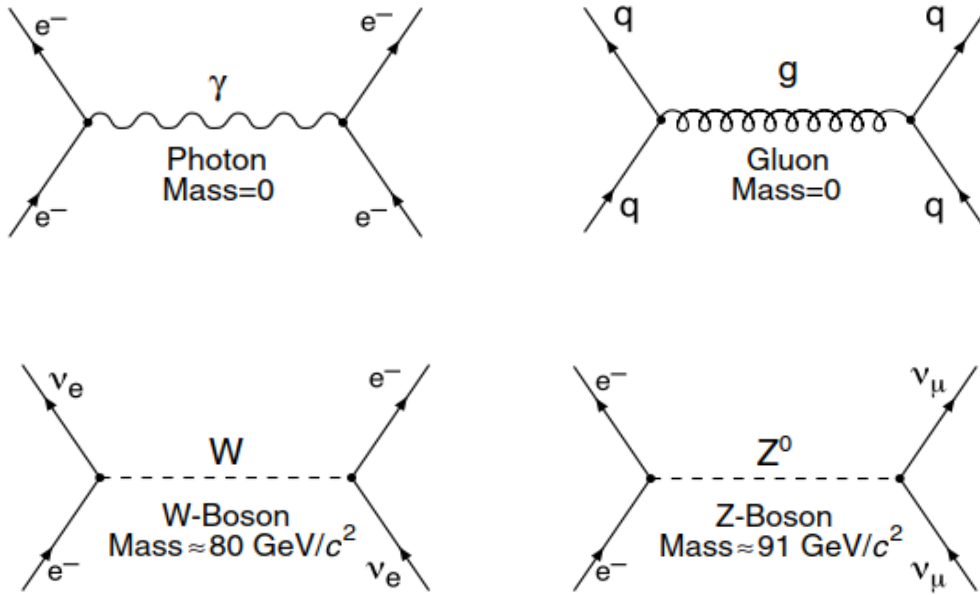 e⁻ e⁻ q q
γ g
Photon Gluon
Mass=0 Mass=0
e⁻ e⁻ q q
νe e⁻ e⁻ νμ
W Z⁰
W-Boson Z-Boson
Mass≈80 GeV/c² Mass≈91 GeV/c²
e⁻ νe e⁻ νμ